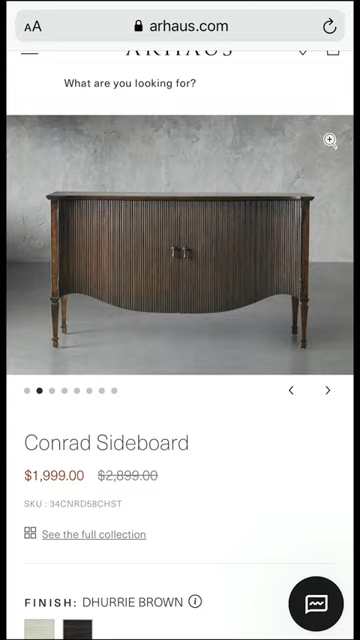 AA arhaus.com
ARHAUS
What are you looking for?
Conrad Sideboard
$1,999.00 $2,899.00
SKU : 34CNRD58CHST
See the full collection
FINISH: DHURRIE BROWN